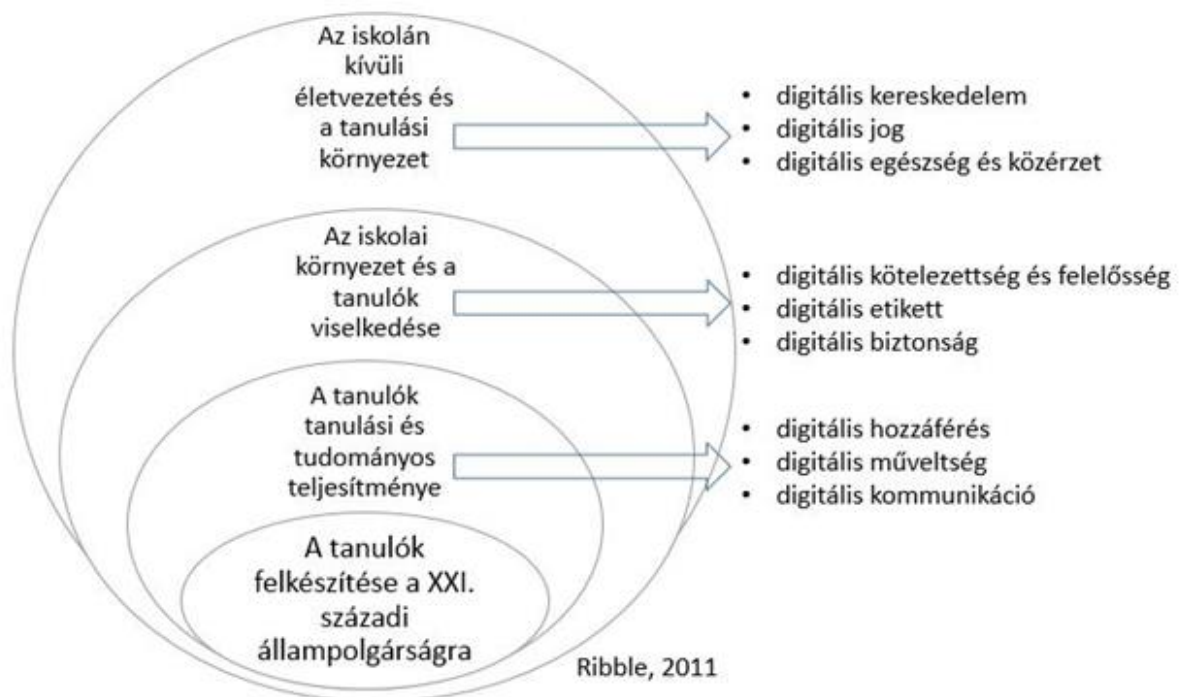 Az iskolán
kívüli
életvezetés és
a tanulási
környezet
• digitális kereskedelem
• digitális jog
• digitális egészség és közérzet
Az iskolai
környezet és a
tanulók
viselkedése
• digitális kötelezettség és felelősség
• digitális etikett
• digitális biztonság
A tanulók
tanulási és
tudományos
teljesítménye
• digitális hozzáférés
• digitális műveltség
• digitális kommunikáció
A tanulók
felkészítése a XXI.
századi
állampolgárságra
Ribble, 2011